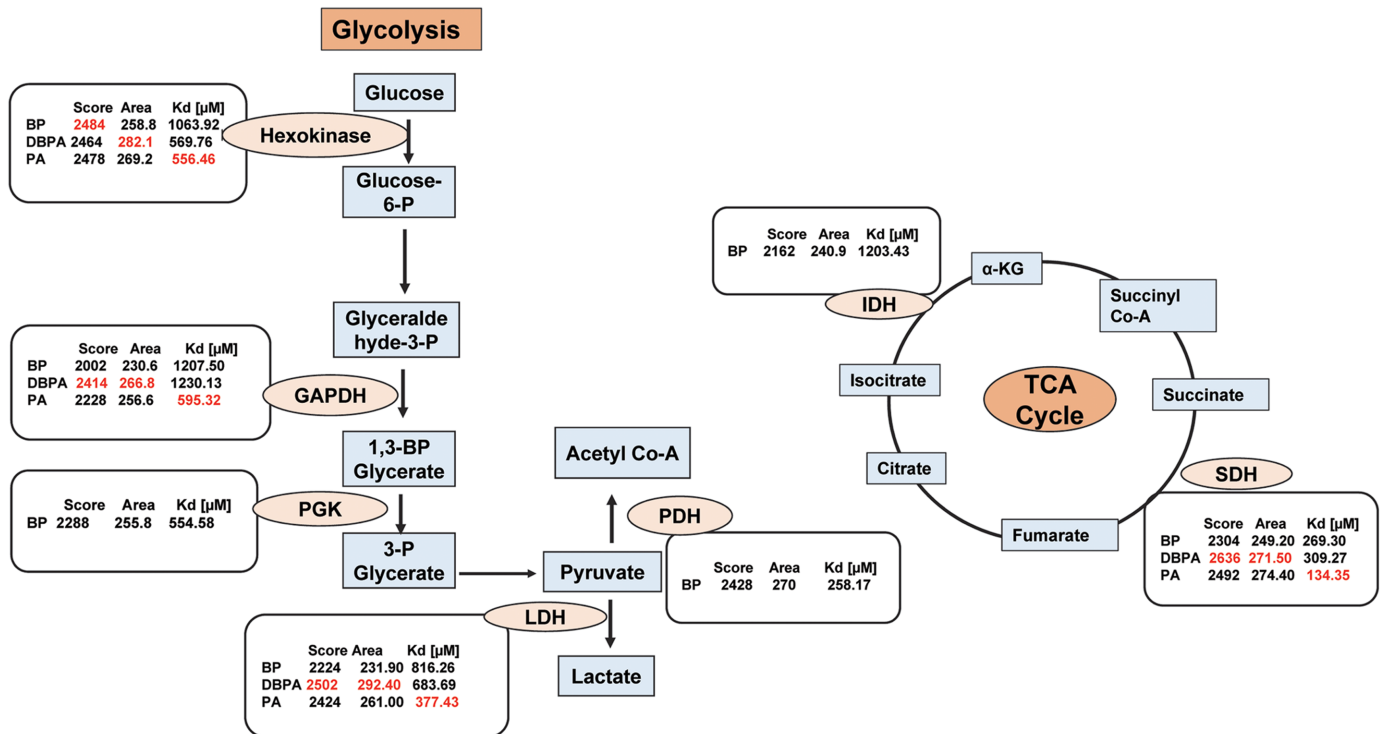 Glycolysis
Glucose
Score Area Kd [µM]
BP 2484 258.8 1063.92
DBPA 2464 282.1 569.76
PA 2478 269.2 556.46
Hexokinase
Glucose-
6-P
Glyceralde
hyde-3-P
Score Area Kd [µM]
BP 2002 230.6 1207.50
DBPA 2414 266.8 1230.13
PA 2228 256.6 595.32
GAPDH
1,3-BP
Glycerate
Score Area Kd [µM]
BP 2288 255.8 554.58
PGK
3-P
Glycerate
Acetyl Co-A
PDH
Pyruvate
Score Area Kd [µM]
BP 2428 270 258.17
LDH
Score Area Kd [µM]
BP 2224 231.90 816.26
DBPA 2502 292.40 683.69
PA 2424 261.00 377.43
Lactate
Score Area Kd [µM]
BP 2162 240.9 1203.43
IDH
α-KG
Succinyl
Co-A
Isocitrate
TCA
Cycle
Succinate
Citrate
SDH
Fumarate
Score Area Kd [µM]
BP 2304 249.20 269.30
DBPA 2636 271.50 309.27
PA 2492 274.40 134.35